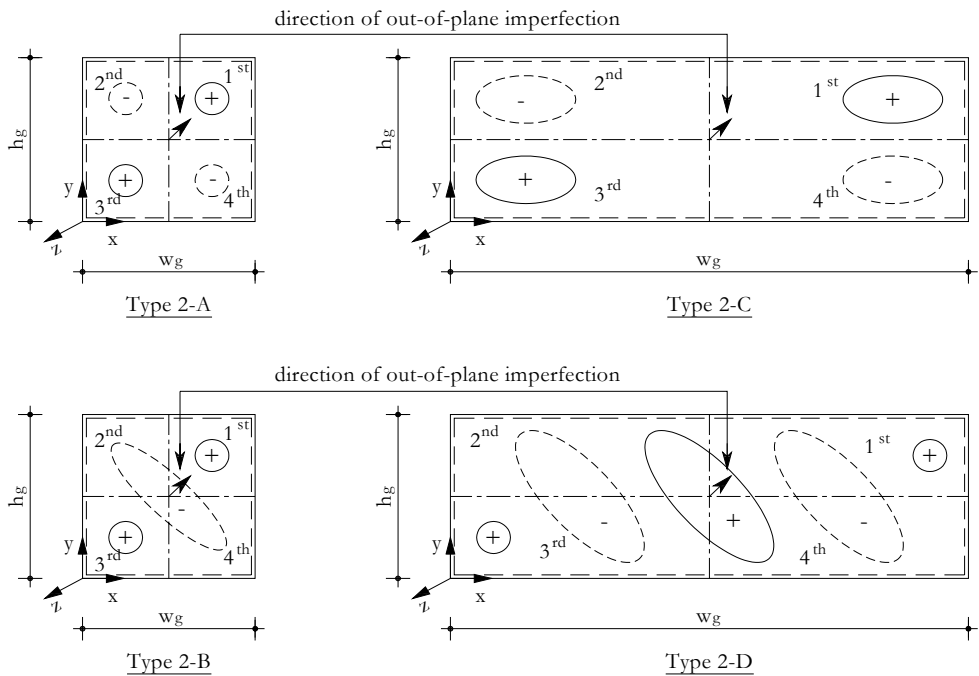 direction of out-of-plane imperfection
2nd
1st
-
+
hg
+
-
y
3rd
4th
x
z
wg
Type 2-A
2nd
1st
-
+
hg
+
-
y
3rd
4th
x
z
wg
Type 2-C
direction of out-of-plane imperfection
2nd
1st
+
hg
-
+
y
3rd
4th
x
z
wg
Type 2-B
2nd
1st
+
hg
+
-
+
-
y
3rd
4th
x
z
wg
Type 2-D